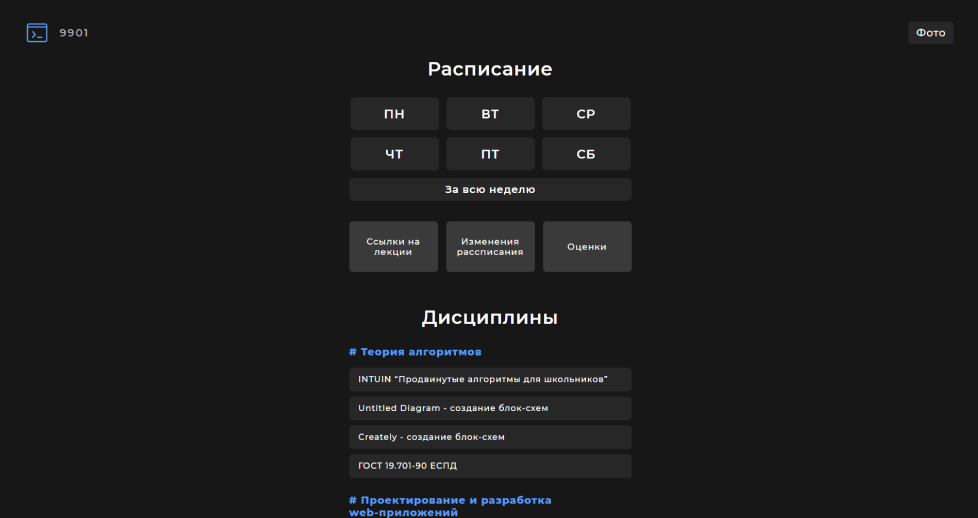 9901
Фото
Расписание
ПН
ВТ
СР
ЧТ
ПТ
СБ
За всю неделю
Ссылки на
лекции
Изменения
рассписания
Оценки
Дисциплины
# Теория алгоритмов
INTUIN “Продвинутые алгоритмы для школьников”
Untitled Diagram - создание блок-схем
Creately - создание блок-схем
ГОСТ 19.701-90 ЕСПД
# Проектирование и разработка
web-приложений